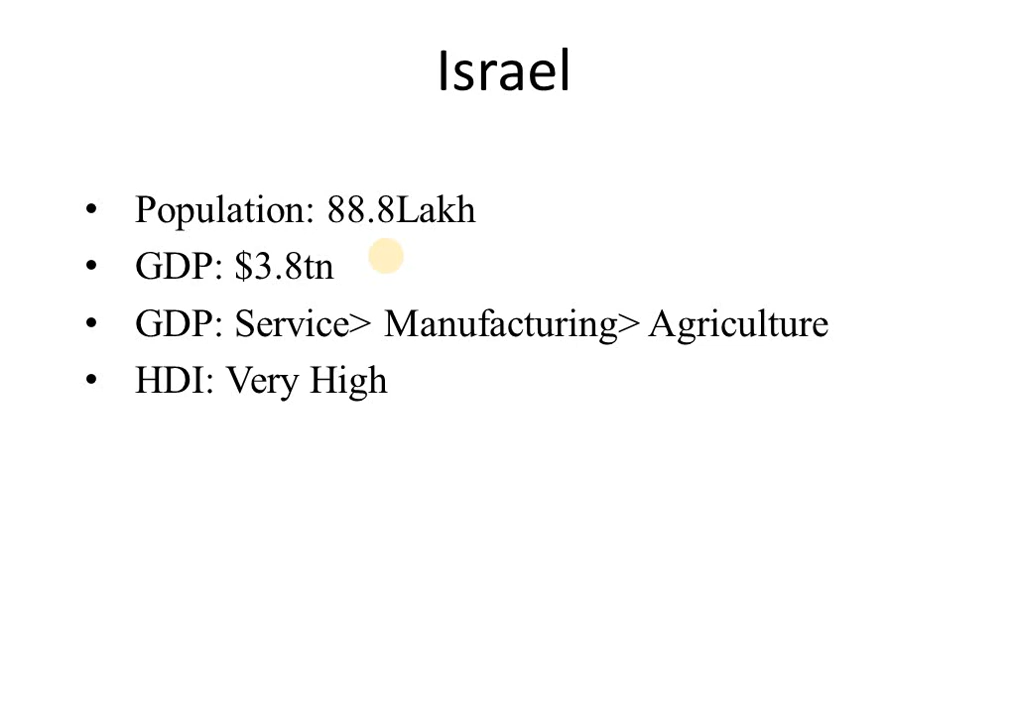 Israel
• Population: 88.8Lakh
• GDP: $3.8tn
• GDP: Service> Manufacturing> Agriculture
• HDI: Very High